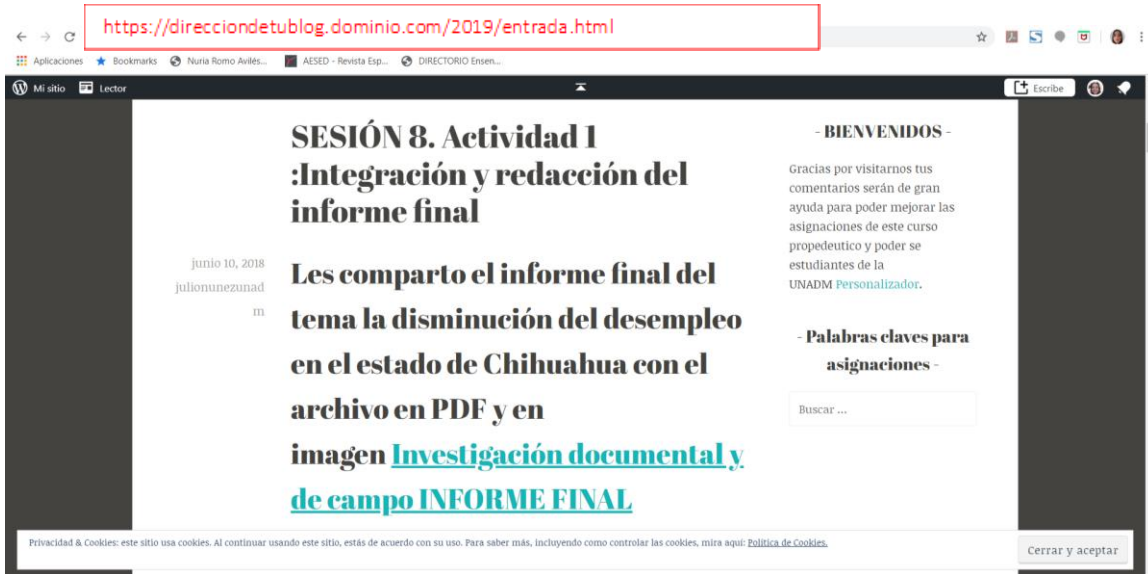 https://direcciondetublog.dominio.com/2019/entrada.html
Aplicaciones Bookmarks Nuria Romo Avilés... AESED - Revista Esp... DIRECTORIO Ensen...
Mi sitio Lector Escribe
SESIÓN 8. Actividad 1
:Integración y redacción del
informe final
junio 10, 2018
julionunezunad
m
Les comparto el informe final del
tema la disminución del desempleo
en el estado de Chihuahua con el
archivo en PDF y en
imagen Investigación documental y
de campo INFORME FINAL
- BIENVENIDOS -
Gracias por visitarnos tus
comentarios serán de gran
ayuda para poder mejorar las
asignaciones de este curso
propedeutico y poder se
estudiantes de la
UNADM Personalizador.
- Palabras claves para
asignaciones -
Buscar ...
Privacidad & Cookies: este sitio usa cookies. Al continuar usando este sitio, estás de acuerdo con su uso. Para saber más, incluyendo como controlar las cookies, mira aquí: Política de Cookies.
Cerrar y aceptar